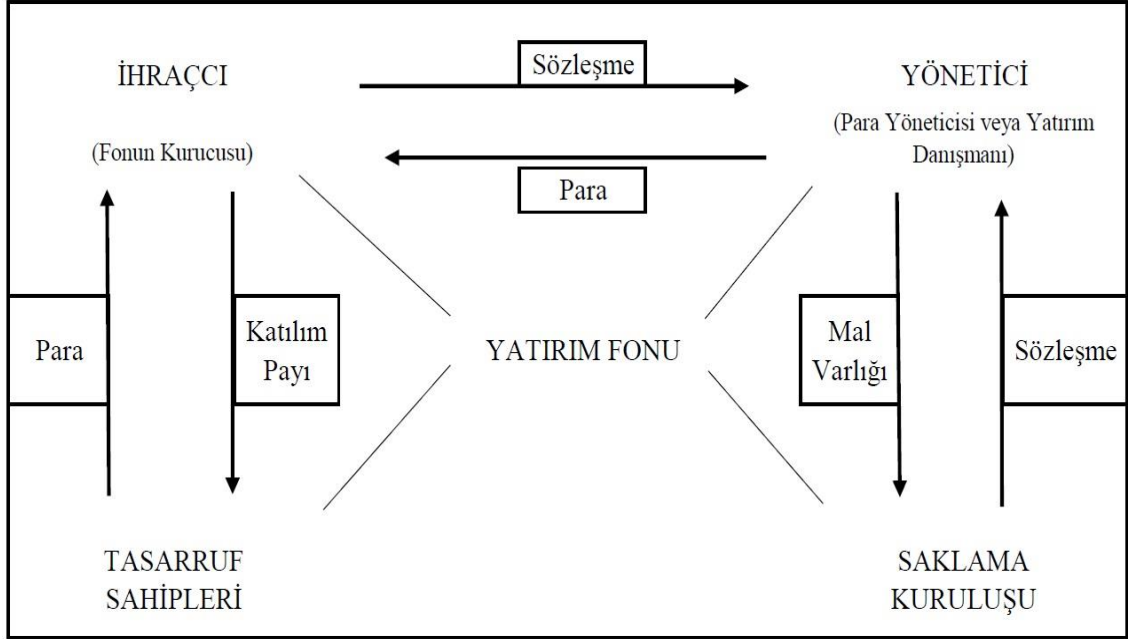 İHRAÇCI
(Fonun Kurucusu)
Sözleşme
Para
YÖNETİCİ
(Para Yöneticisi veya Yatırım
Danışmanı)
Para
Katılım
Payı
YATIRIM FONU
Mal
Varlığı
Sözleşme
TASARRUF
SAHİPLERİ
SAKLAMA
KURULUŞU